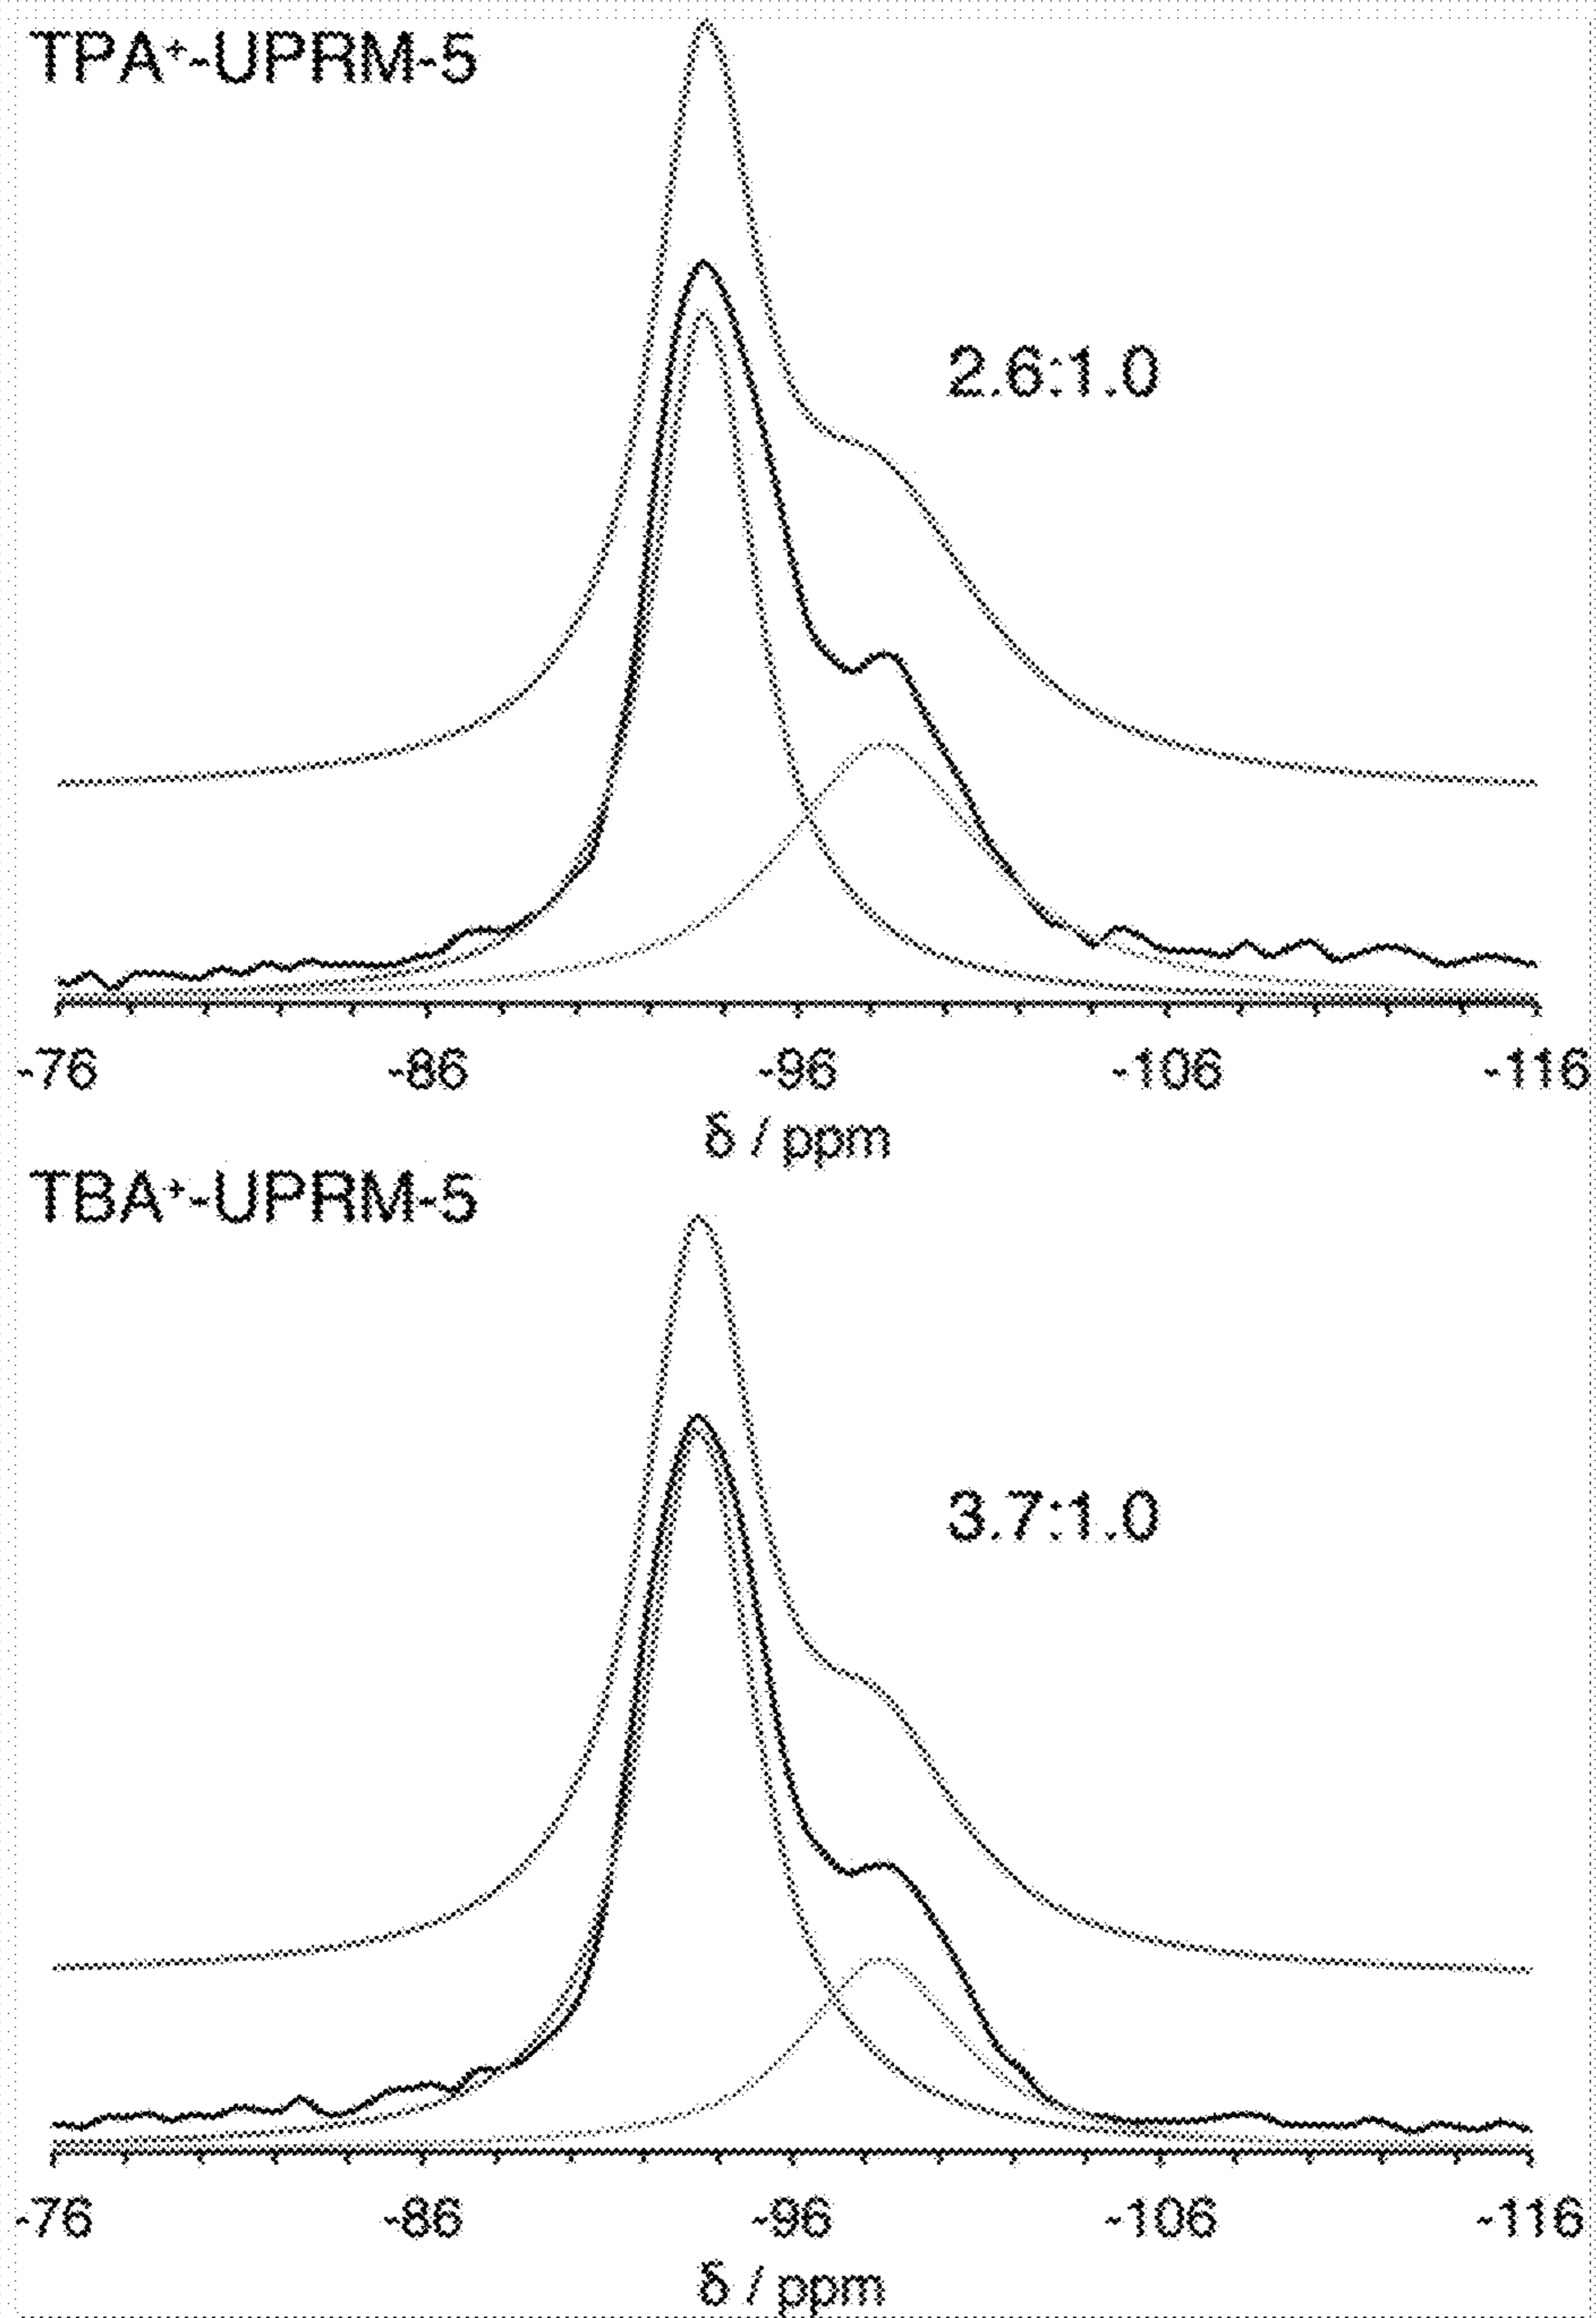 TPA⁺-UPRM-5
2.6:1.0
-76 -86 -96 -106 -116
δ / ppm
TBA⁺-UPRM-5
3.7:1.0
-76 -86 -96 -106 -116
δ / ppm